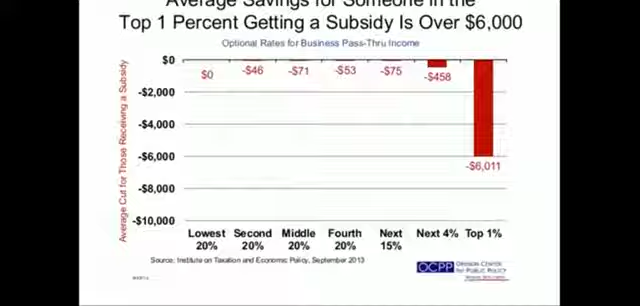 Average Savings for Someone in the
Top 1 Percent Getting a Subsidy Is Over $6,000
Optional Rates for Business Pass-Thru Income
Average Cut for Those Receiving a Subsidy
$0
-$2,000
-$4,000
-$6,000
-$8,000
-$10,000
$0
-$46
-$71
-$53
-$75
-$458
-$6,011
Lowest 20%
Second 20%
Middle 20%
Fourth 20%
Next 15%
Next 4%
Top 1%
Source: Institute on Taxation and Economic Policy, September 2013
OCPP
Oregon Center
for Public Policy